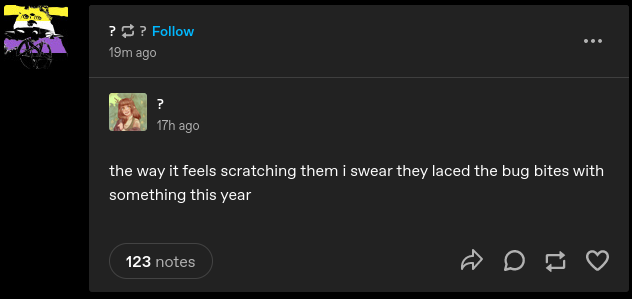 ? ? Follow
19m ago
?
17h ago
the way it feels scratching them i swear they laced the bug bites with
something this year
123 notes